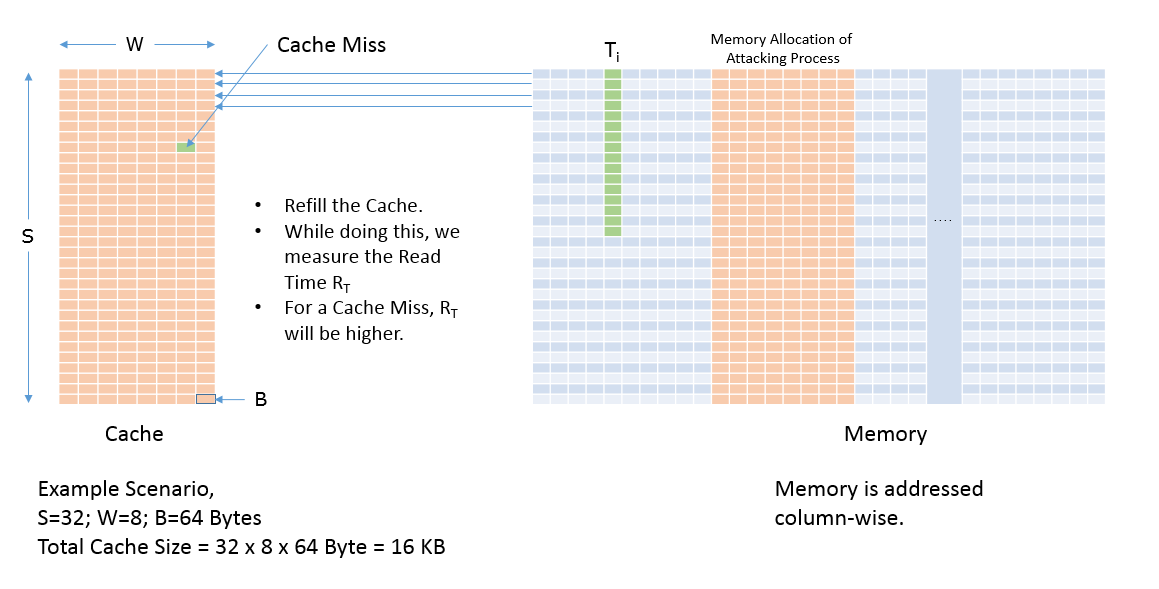 W
Cache Miss
Tᵢ
Memory Allocation of
Attacking Process
S
• Refill the Cache.
• While doing this, we
measure the Read
Time R_T
• For a Cache Miss, R_T
will be higher.
....
B
Cache
Memory
Example Scenario,
S=32; W=8; B=64 Bytes
Total Cache Size = 32 x 8 x 64 Byte = 16 KB
Memory is addressed
column-wise.